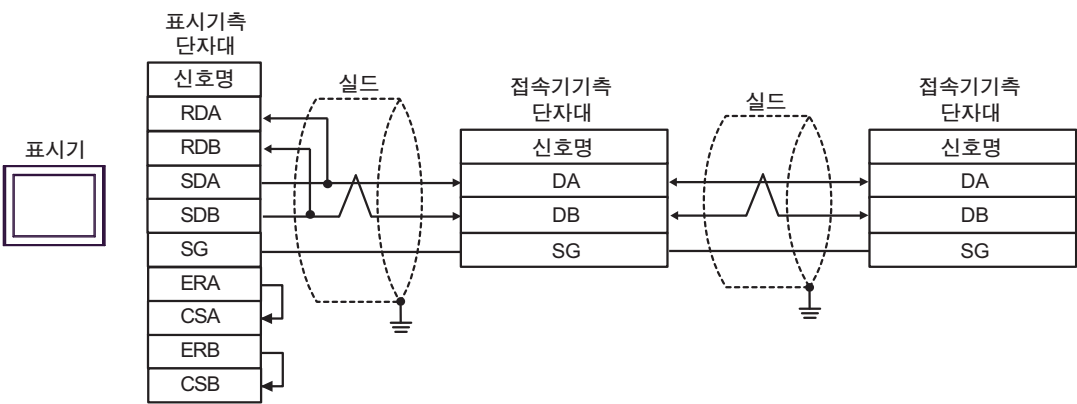 표시기
표시기측
단자대
신호명
RDA
RDB
SDA
SDB
SG
ERA
CSA
ERB
CSB
실드
접속기기측
단자대
신호명
DA
DB
SG
실드
접속기기측
단자대
신호명
DA
DB
SG